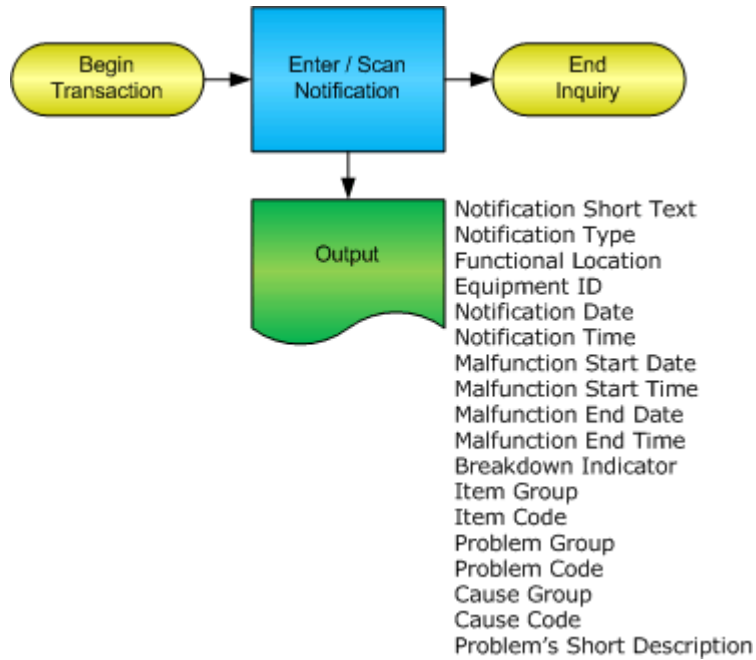 Begin
Transaction
Enter / Scan
Notification
End
Inquiry
Output
Notification Short Text
Notification Type
Functional Location
Equipment ID
Notification Date
Notification Time
Malfunction Start Date
Malfunction Start Time
Malfunction End Date
Malfunction End Time
Breakdown Indicator
Item Group
Item Code
Problem Group
Problem Code
Cause Group
Cause Code
Problem's Short Description